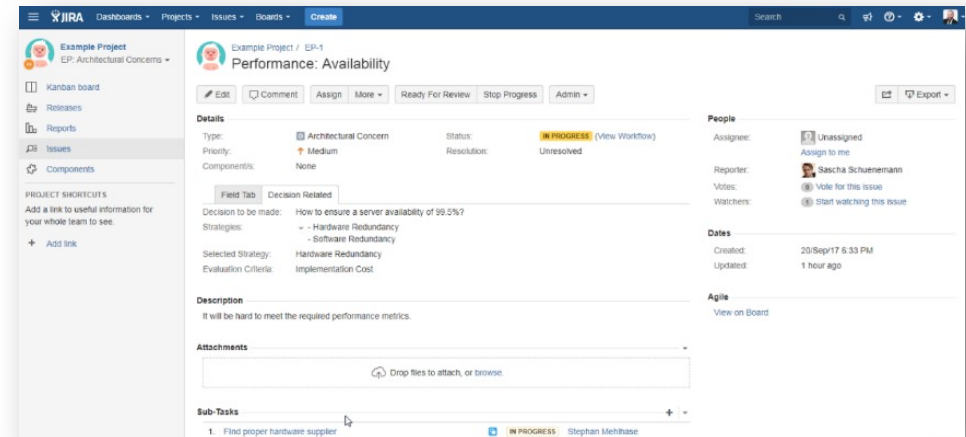 JIRA Dashboards Projects Issues Boards Create Search
Example Project
EP: Architectural Concerns
Kanban board
Releases
Reports
Issues
Components
PROJECT SHORTCUTS
Add a link to useful information for
your whole team to see.
+ Add link
Example Project / EP-1
Performance: Availability
Edit Comment Assign More Ready For Review Stop Progress Admin Export
Details
Type: Architectural Concern Status: IN PROGRESS (View Workflow)
Priority: Medium Resolution: Unresolved
Component/s: None
Field Tab Decision Related
Decision to be made: How to ensure a server availability of 99.5%?
Strategies: - Hardware Redundancy
- Software Redundancy
Selected Strategy: Hardware Redundancy
Evaluation Criteria: Implementation Cost
Description
It will be hard to meet the required performance metrics.
Attachments
Drop files to attach, or browse.
Sub-Tasks
1. Find proper hardware supplier IN PROGRESS Stephan Mehlhase
People
Assignee: Unassigned
Assign to me
Reporter: Sascha Schuenemann
Votes: 0 Vote for this issue
Watchers: 1 Start watching this issue
Dates
Created: 20/Sep/17 6:33 PM
Updated: 1 hour ago
Agile
View on Board